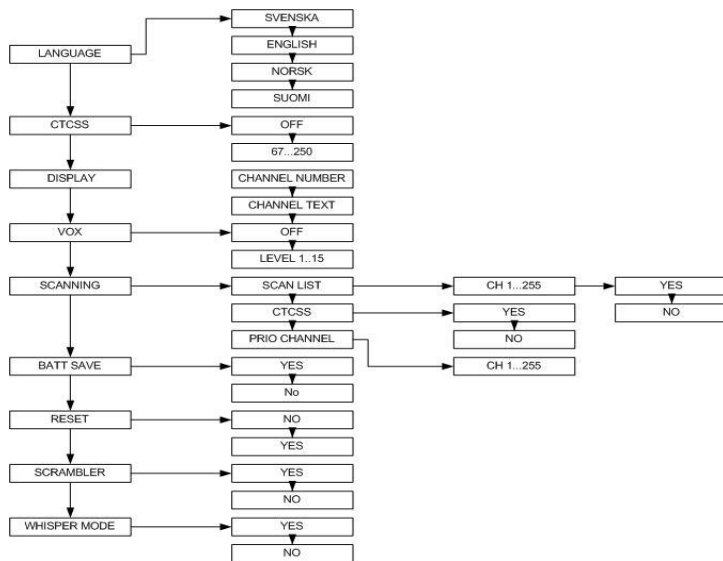 SVENSKA
LANGUAGE
ENGLISH
NORSK
SUOMI
CTCSS
OFF
67...250
DISPLAY
CHANNEL NUMBER
CHANNEL TEXT
VOX
OFF
LEVEL 1..15
SCANNING
SCAN LIST
CH 1...255
YES
CTCSS
YES
NO
PRIO CHANNEL
NO
BATT SAVE
YES
CH 1...255
No
RESET
NO
YES
SCRAMBLER
YES
NO
WHISPER MODE
YES
NO